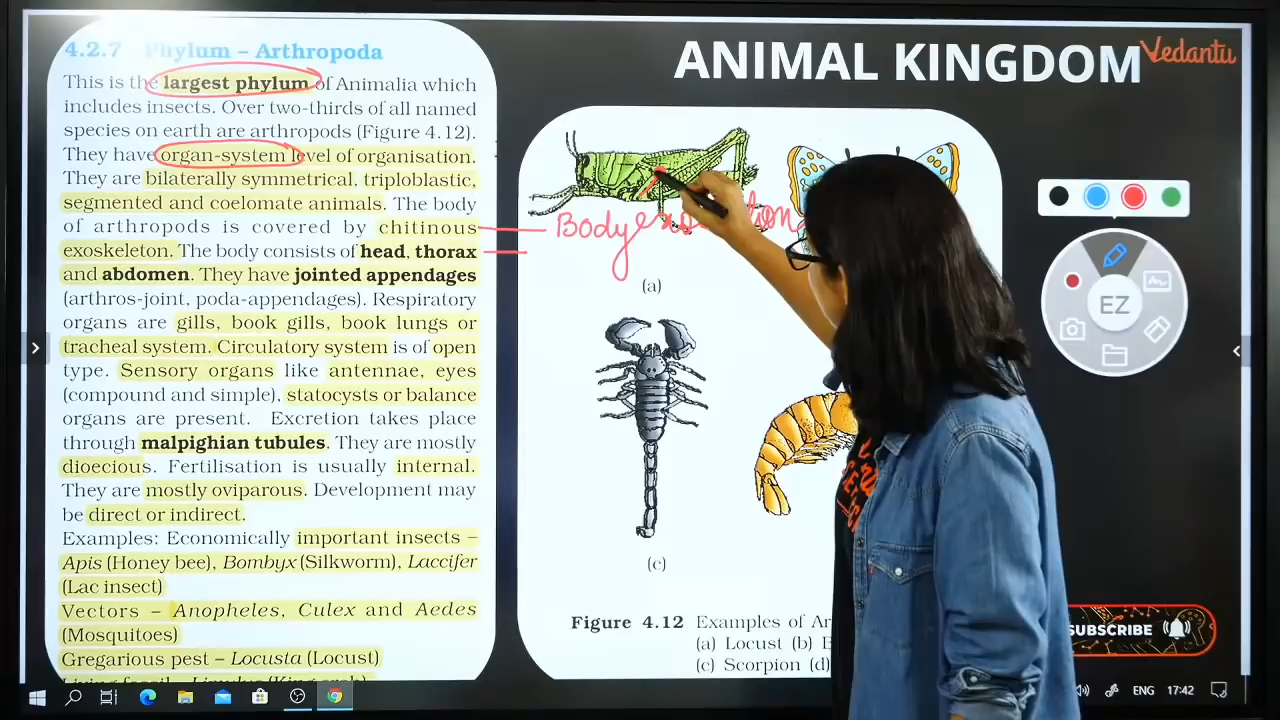 4.2.7 Phylum – Arthropoda
This is the largest phylum of Animalia which
includes insects. Over two-thirds of all named
species on earth are arthropods (Figure 4.12).
They have organ-system level of organisation.
They are bilaterally symmetrical, triploblastic,
segmented and coelomate animals. The body
of arthropods is covered by chitinous
exoskeleton. The body consists of head, thorax
and abdomen. They have jointed appendages
(arthros-joint, poda-appendages). Respiratory
organs are gills, book gills, book lungs or
tracheal system. Circulatory system is of open
type. Sensory organs like antennae, eyes
(compound and simple), statocysts or balance
organs are present. Excretion takes place
through malpighian tubules. They are mostly
dioecious. Fertilisation is usually internal.
They are mostly oviparous. Development may
be direct or indirect.
Examples: Economically important insects –
Apis (Honey bee), Bombyx (Silkworm), Laccifer
(Lac insect)
Vectors – Anopheles, Culex and Aedes
(Mosquitoes)
Gregarious pest – Locusta (Locust)
Living fossil – Limulus (King crab)
ANIMAL KINGDOM
Vedantu
Body
(a)
(c)
Figure 4.12 Examples of Ar
(a) Locust (b) B
(c) Scorpion (d)
EZ
SUBSCRIBE
ENG 17:42